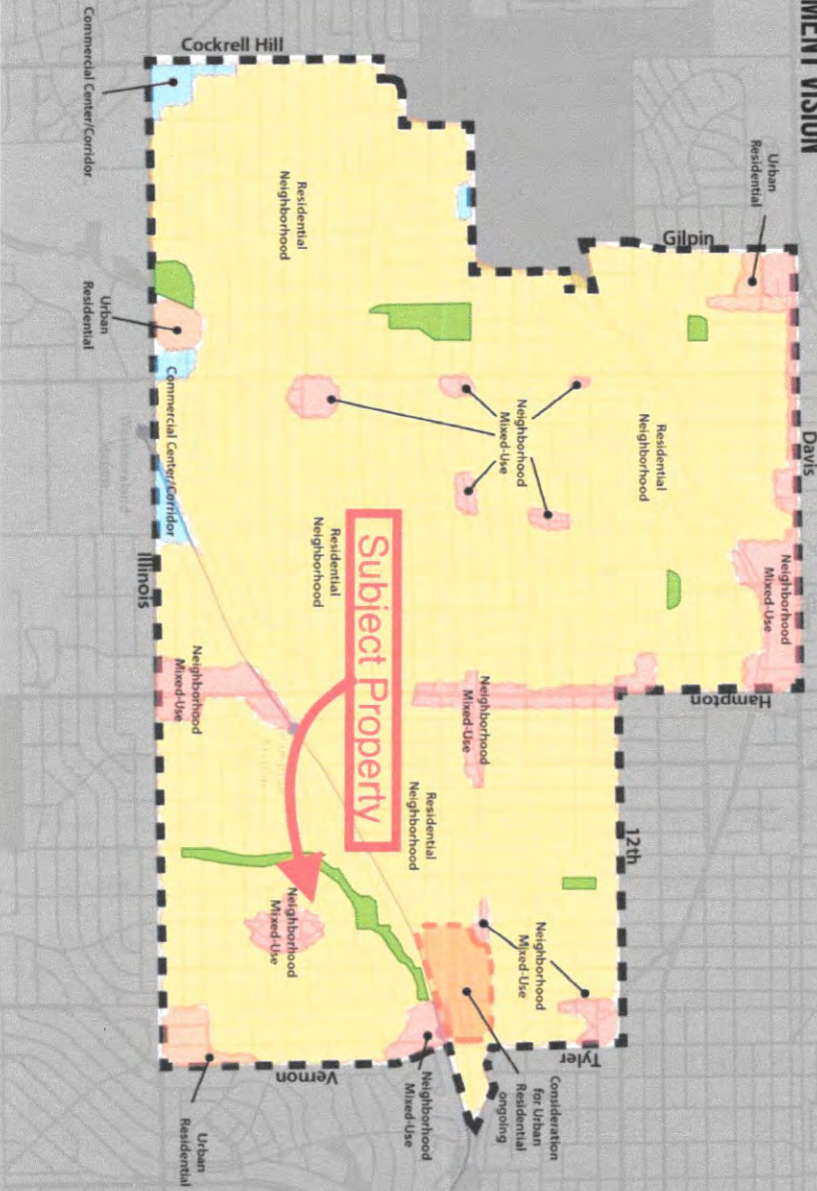 MENT VISION
Cockrell Hill
Commercial Center/Corridor
Urban
Residential
Gilpin
Residential
Neighborhood
Urban
Residential
Commercial Center/Corridor
Neighborhood
Mixed-Use
Residential
Neighborhood
Davis
Residential
Neighborhood
Subject Property
Illinois
Neighborhood
Mixed-Use
Hampton
Neighborhood
Mixed-Use
Neighborhood
Mixed-Use
Residential
Neighborhood
12th
Neighborhood
Mixed-Use
Neighborhood
Mixed-Use
Tyler
Vernon
Neighborhood
Mixed-Use
Consideration
for Urban
Residential
ongoing
Urban
Residential